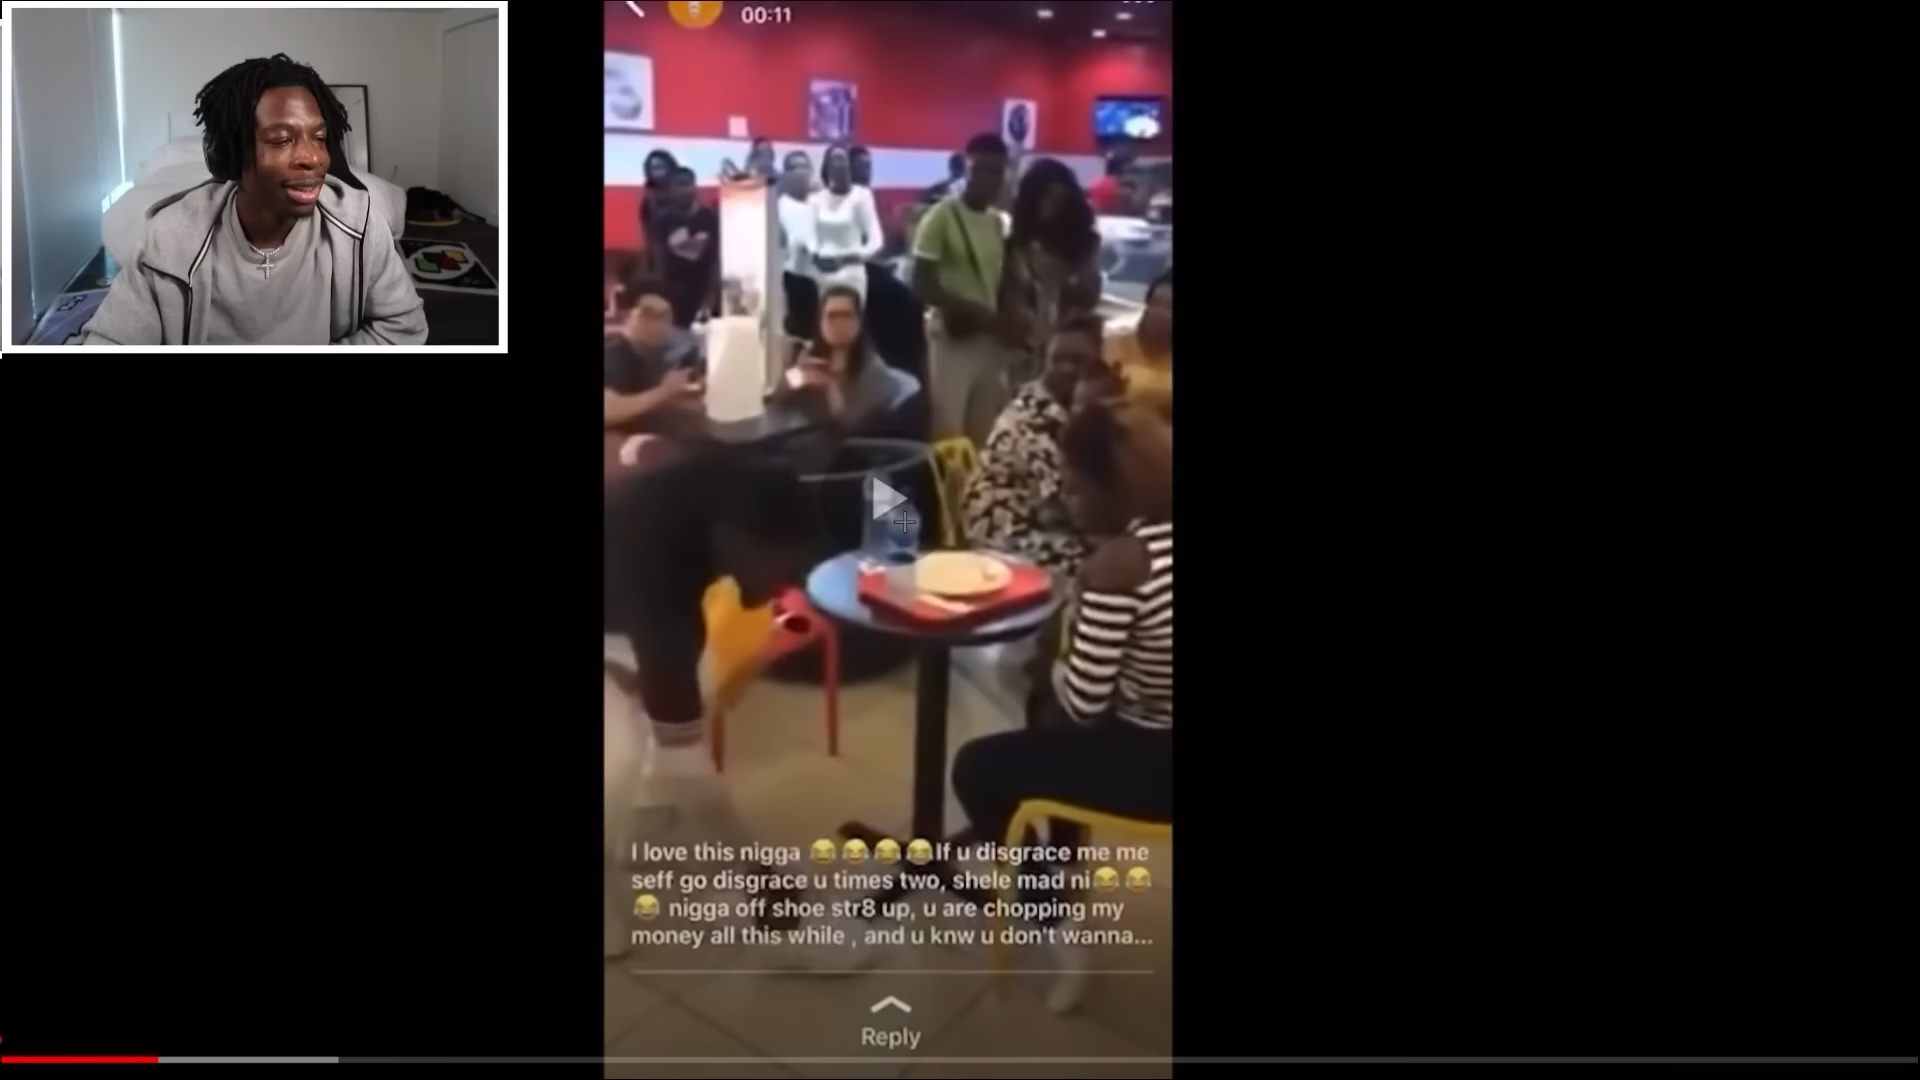 00:11
I love this nigga 😂😂😂😂If u disgrace me me
seff go disgrace u times two, shele mad ni😂😂
😂 nigga off shoe str8 up, u are chopping my
money all this while , and u knw u don't wanna...
Reply